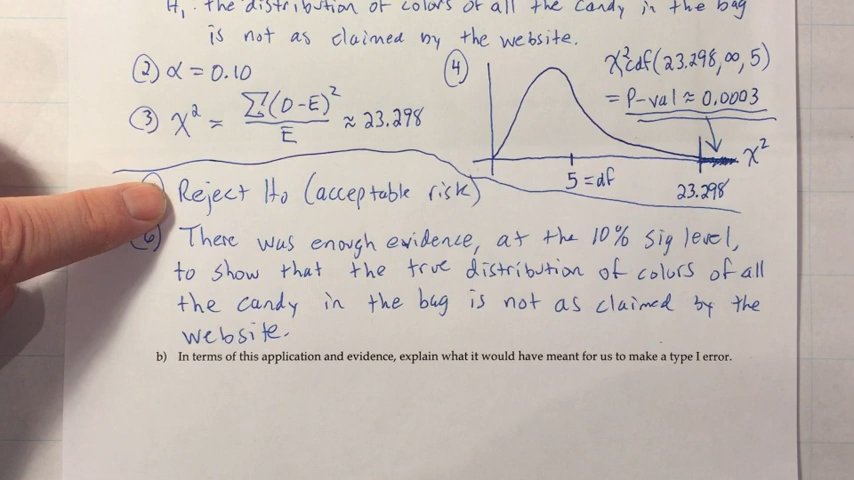 H₁: the distribution of colors of all the candy in the bag
is not as claimed by the website.
② α = 0.10
③ χ² = Σ(O-E)² / E ≈ 23.298
④ χ²cdf(23.298, ∞, 5)
= P-val ≈ 0.0003
χ²
5 = df
23.298
Reject H₀ (acceptable risk)
⑥ There was enough evidence, at the 10% sig level,
to show that the true distribution of colors of all
the candy in the bag is not as claimed by the
website.
b) In terms of this application and evidence, explain what it would have meant for us to make a type I error.